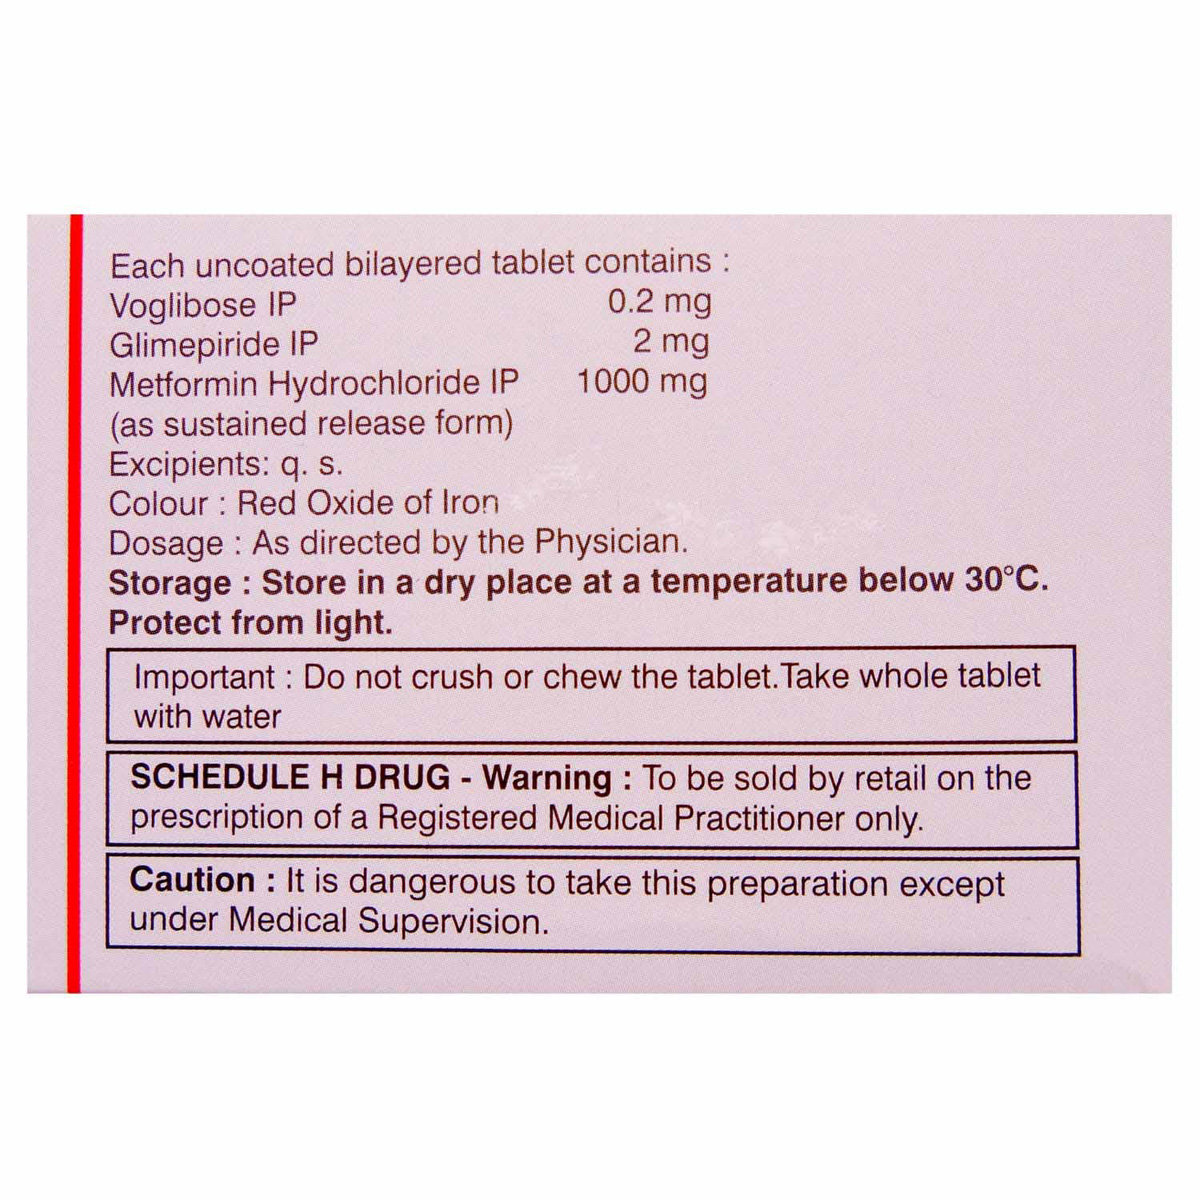 Each uncoated bilayered tablet contains :
Voglibose IP 0.2 mg
Glimepiride IP 2 mg
Metformin Hydrochloride IP 1000 mg
(as sustained release form)
Excipients: q. s.
Colour : Red Oxide of Iron
Dosage : As directed by the Physician.
Storage : Store in a dry place at a temperature below 30°C.
Protect from light.
Important : Do not crush or chew the tablet.Take whole tablet
with water
SCHEDULE H DRUG - Warning : To be sold by retail on the
prescription of a Registered Medical Practitioner only.
Caution : It is dangerous to take this preparation except
under Medical Supervision.